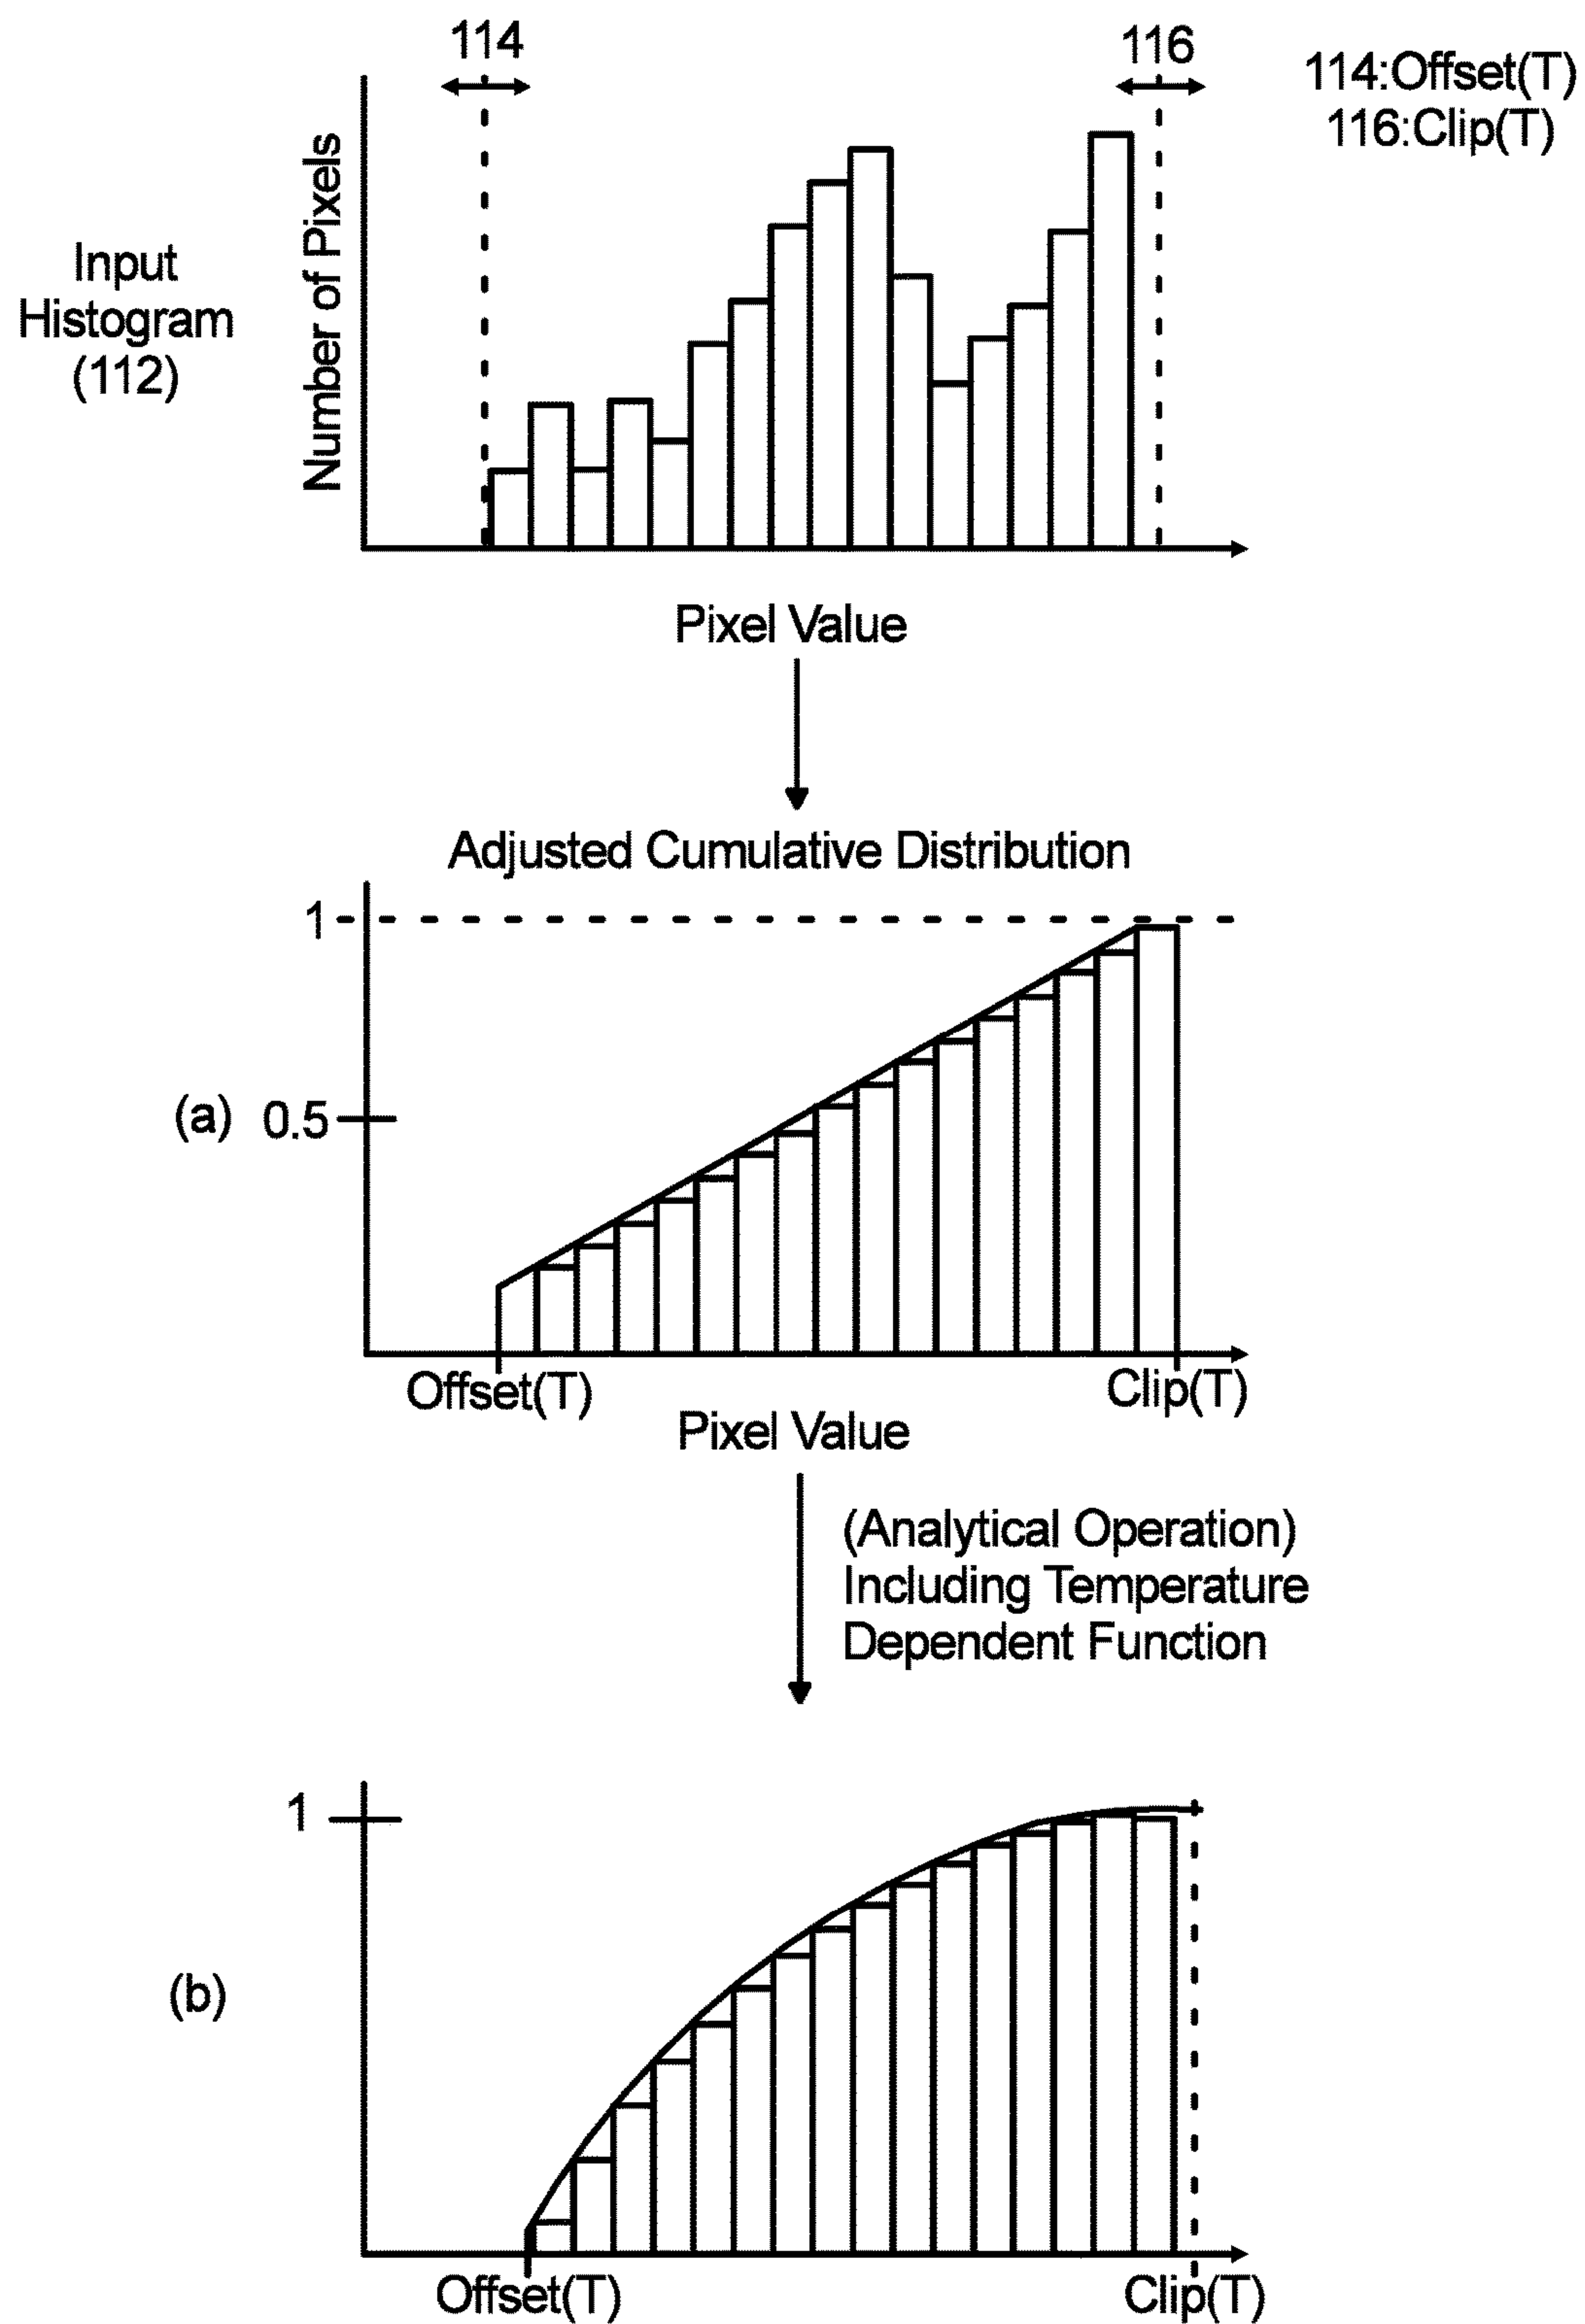 114
116
114:Offset(T)
116:Clip(T)
Number of Pixels
Input
Histogram
(112)
Pixel Value
Adjusted Cumulative Distribution
1
(a)
0.5
Offset(T)
Clip(T)
Pixel Value
(Analytical Operation)
Including Temperature
Dependent Function
1
(b)
Offset(T)
Clip(T)